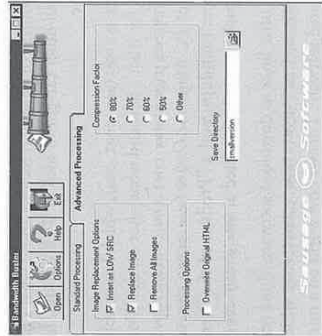 Bandwidth Buster
Open
Options
Help
Exit
Standard Processing
Advanced Processing
Image Replacement Options
Insert as LOW SRC
Replace Image
Remove All Images
Processing Options
Overwrite Original HTML
Compression Factor
80%
70%
60%
50%
Other
Save Directory
smallversion
Sausage Software